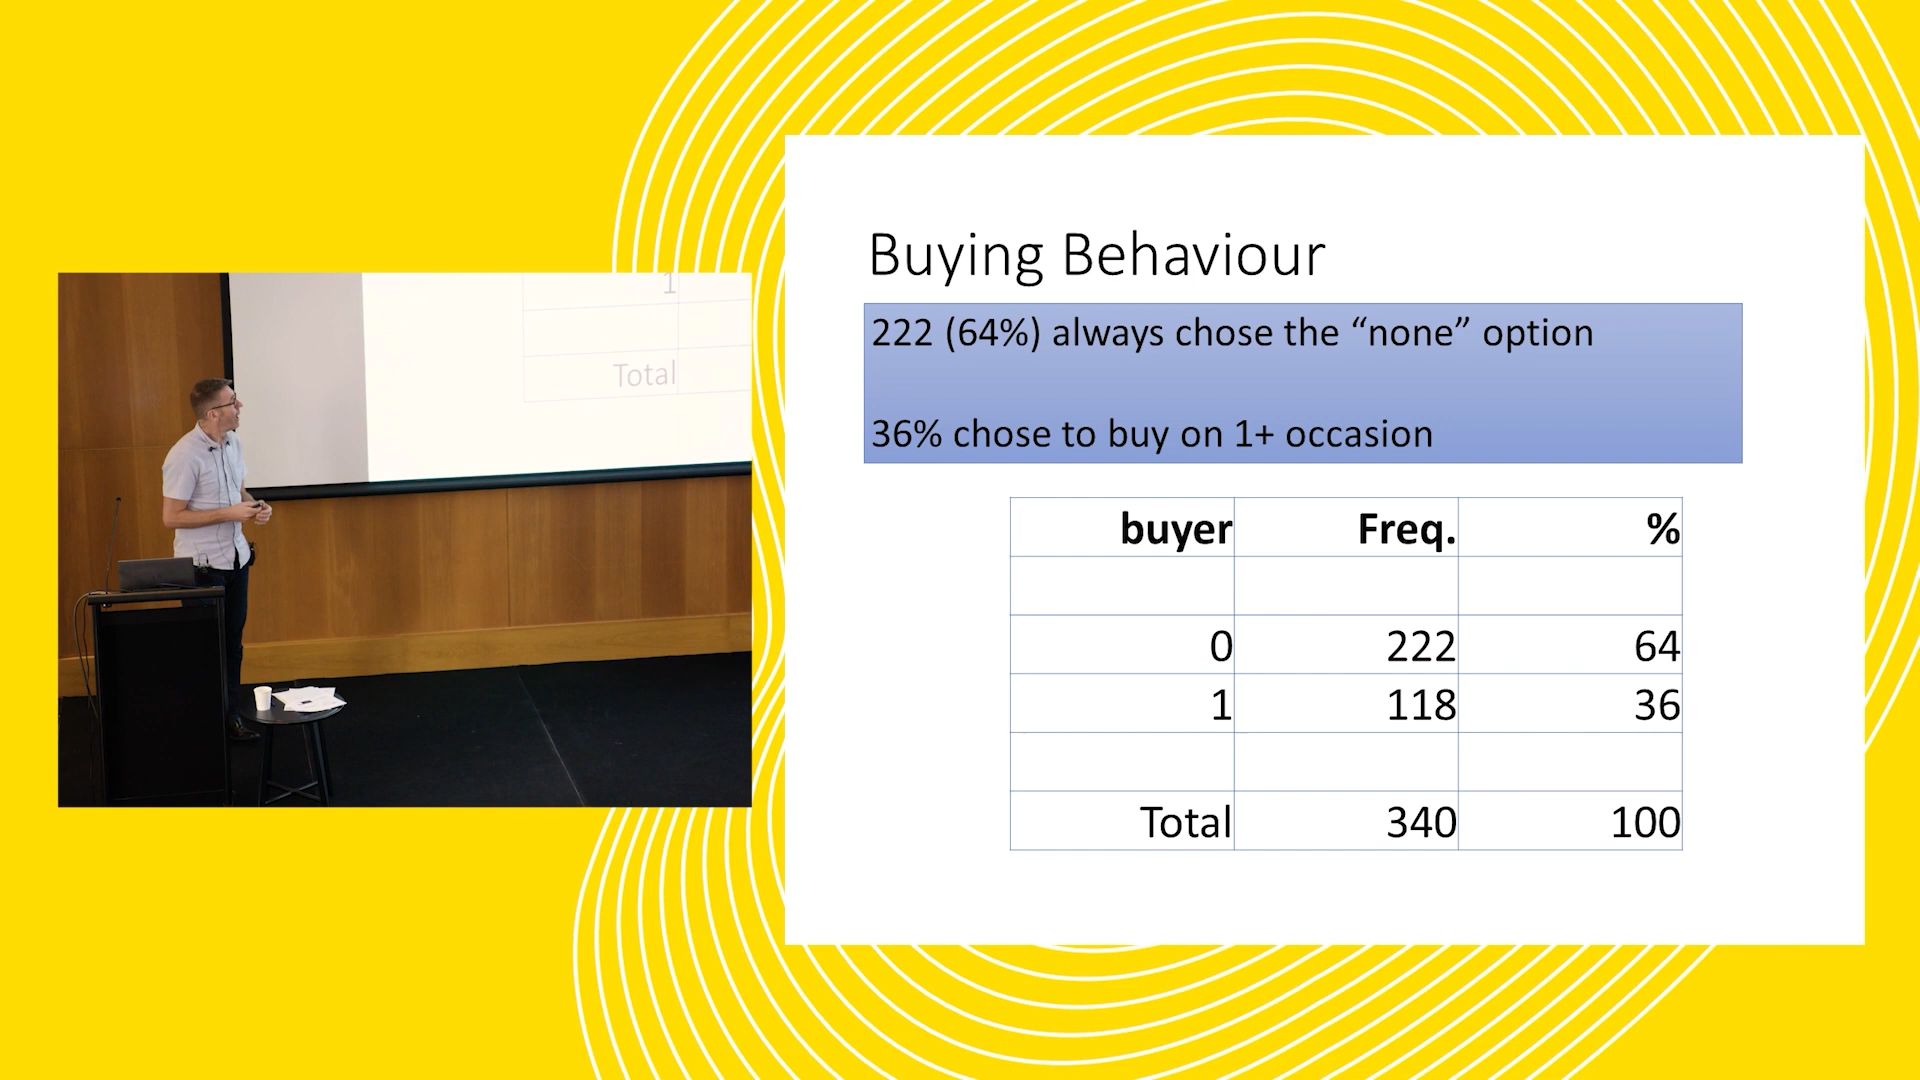 1
Total
Buying Behaviour
222 (64%) always chose the “none” option
36% chose to buy on 1+ occasion
buyer Freq. %
0 222 64
1 118 36
Total 340 100